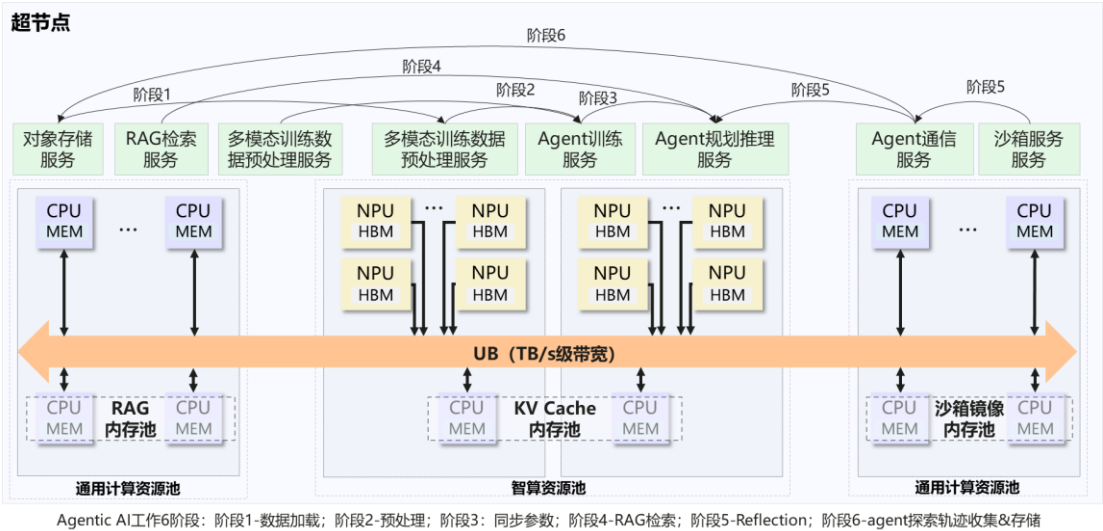 超节点
阶段6
阶段4
阶段1
阶段2
阶段3
阶段5
阶段5
对象存储
服务
RAG检索
服务
多模态训练数
据预处理服务
多模态训练数据
预处理服务
Agent训练
服务
Agent规划推理
服务
Agent通信
服务
沙箱服务
服务
CPU
MEM
...
CPU
MEM
NPU
HBM
...
NPU
HBM
NPU
HBM
NPU
HBM
NPU
HBM
...
NPU
HBM
NPU
HBM
NPU
HBM
CPU
MEM
...
CPU
MEM
UB（TB/s级带宽）
CPU
MEM
RAG
内存池
CPU
MEM
CPU
MEM
KV Cache
内存池
CPU
MEM
CPU
MEM
沙箱镜像
内存池
CPU
MEM
通用计算资源池
智算资源池
通用计算资源池
Agentic AI工作6阶段：阶段1-数据加载；阶段2-预处理；阶段3：同步参数；阶段4-RAG检索；阶段5-Reflection；阶段6-agent探索轨迹收集&存储